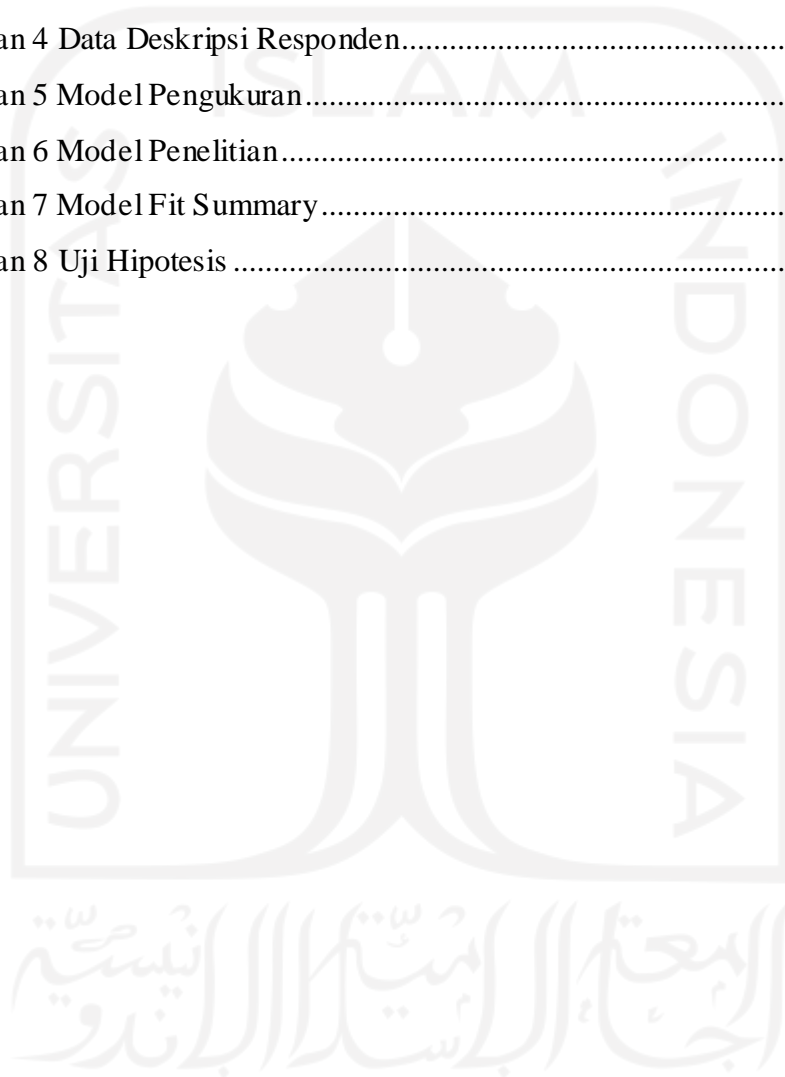 an 4 Data Deskripsi Responden................................................................
an 5 Model Pengukuran................................................................
an 6 Model Penelitian................................................................
an 7 Model Fit Summary................................................................
an 8 Uji Hipotesis ................................................................
ISLAM
UNIVERSITAS
INDONESIA